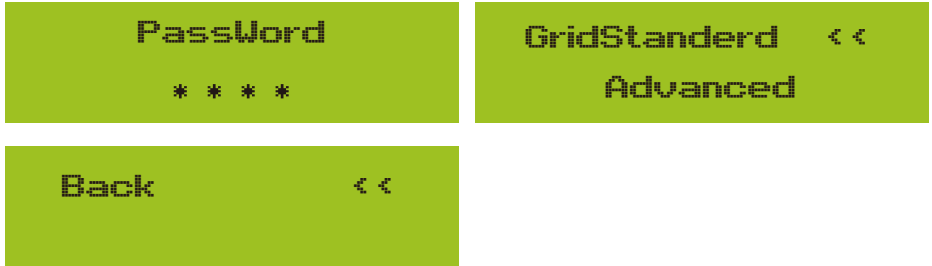 PassWord
* * * *
GridStanderd <<
Advanced
Back <<